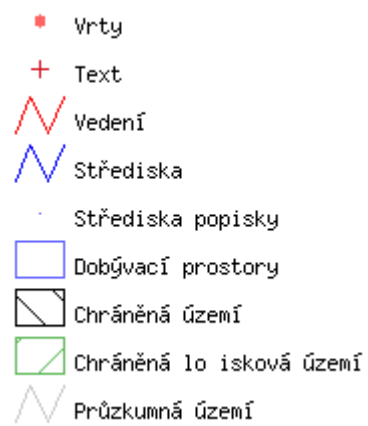 Vrty
Text
Vedení
Střediska
Střediska popisky
Dobývací prostory
Chráněná území
Chráněná lo isková území
Průzkumná území